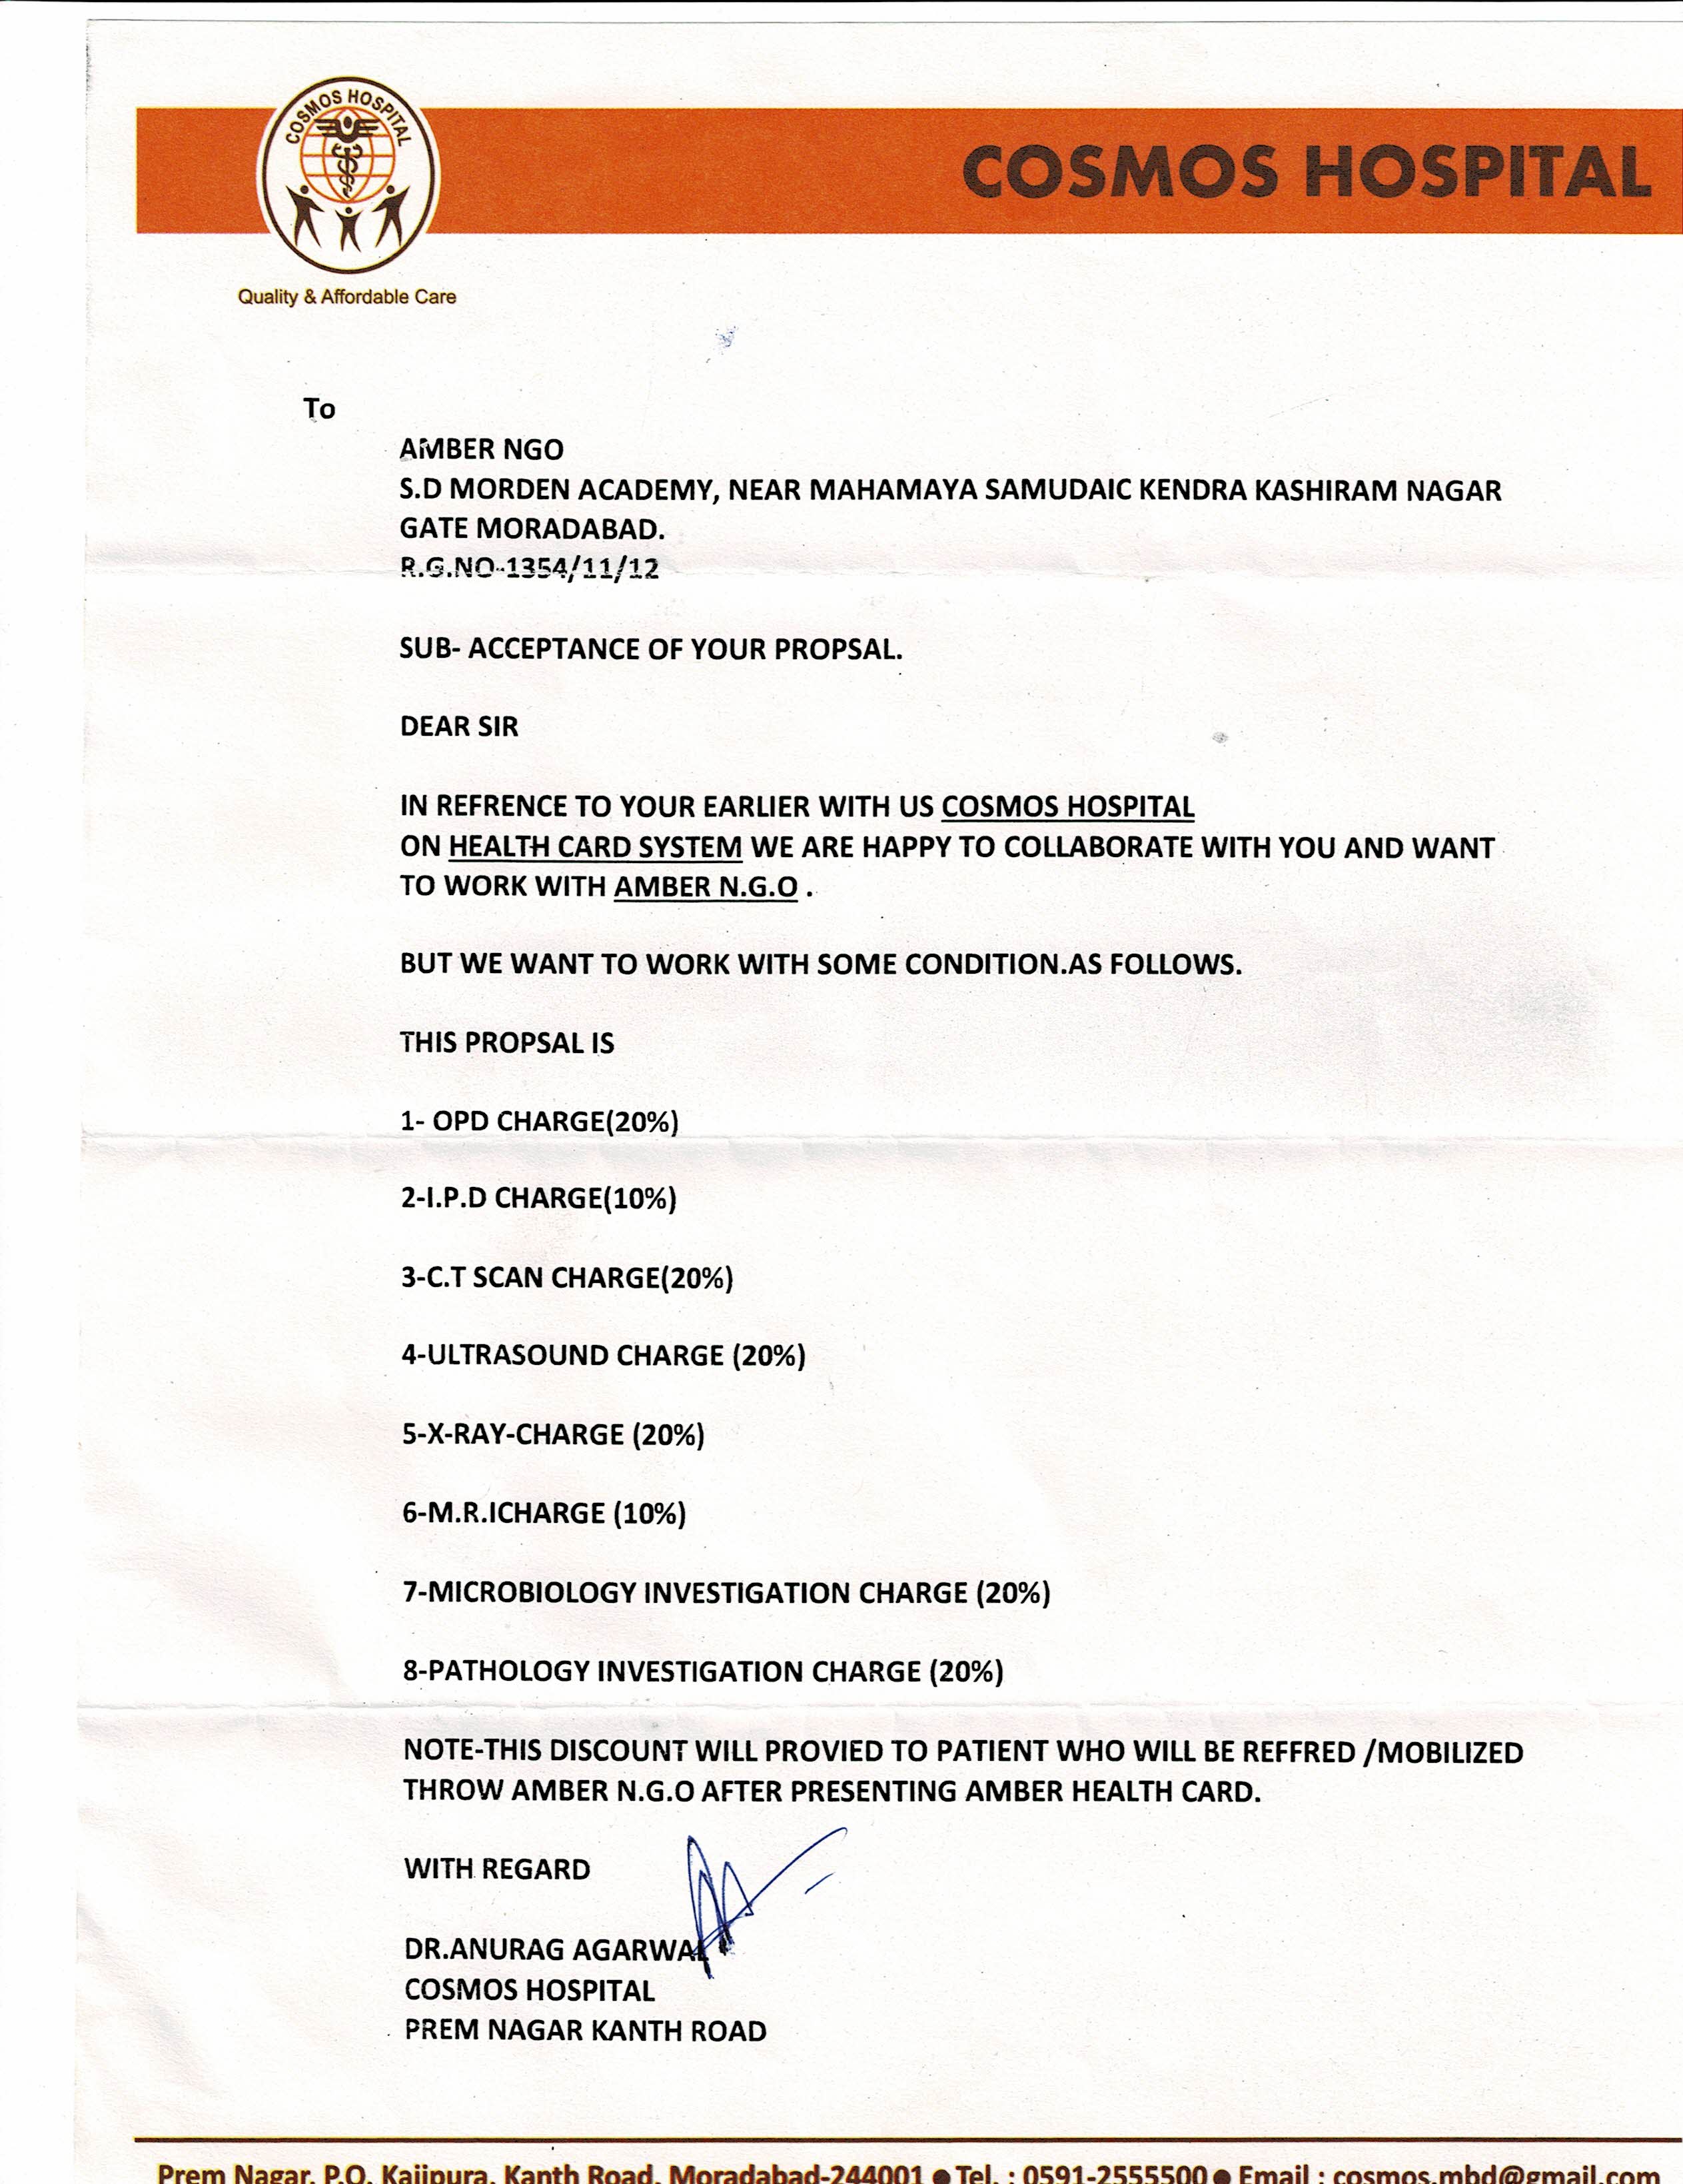 COSMOS HOSPITAL
COSMOS HOSPITAL
Quality & Affordable Care
To
AMBER NGO
S.D MORDEN ACADEMY, NEAR MAHAMAYA SAMUDAIC KENDRA KASHIRAM NAGAR
GATE MORADABAD.
R.G.NO-1354/11/12
SUB- ACCEPTANCE OF YOUR PROPSAL.
DEAR SIR
IN REFRENCE TO YOUR EARLIER WITH US COSMOS HOSPITAL
ON HEALTH CARD SYSTEM WE ARE HAPPY TO COLLABORATE WITH YOU AND WANT
TO WORK WITH AMBER N.G.O .
BUT WE WANT TO WORK WITH SOME CONDITION.AS FOLLOWS.
THIS PROPSAL IS
1- OPD CHARGE(20%)
2-I.P.D CHARGE(10%)
3-C.T SCAN CHARGE(20%)
4-ULTRASOUND CHARGE (20%)
5-X-RAY-CHARGE (20%)
6-M.R.ICHARGE (10%)
7-MICROBIOLOGY INVESTIGATION CHARGE (20%)
8-PATHOLOGY INVESTIGATION CHARGE (20%)
NOTE-THIS DISCOUNT WILL PROVIED TO PATIENT WHO WILL BE REFFRED /MOBILIZED
THROW AMBER N.G.O AFTER PRESENTING AMBER HEALTH CARD.
WITH REGARD
DR.ANURAG AGARWAL
COSMOS HOSPITAL
PREM NAGAR KANTH ROAD
Prem Nagar, P.O. Kajipura, Kanth Road, Moradabad-244001 ● Tel. : 0591-2555500 ● Email : cosmos.mbd@gmail.com